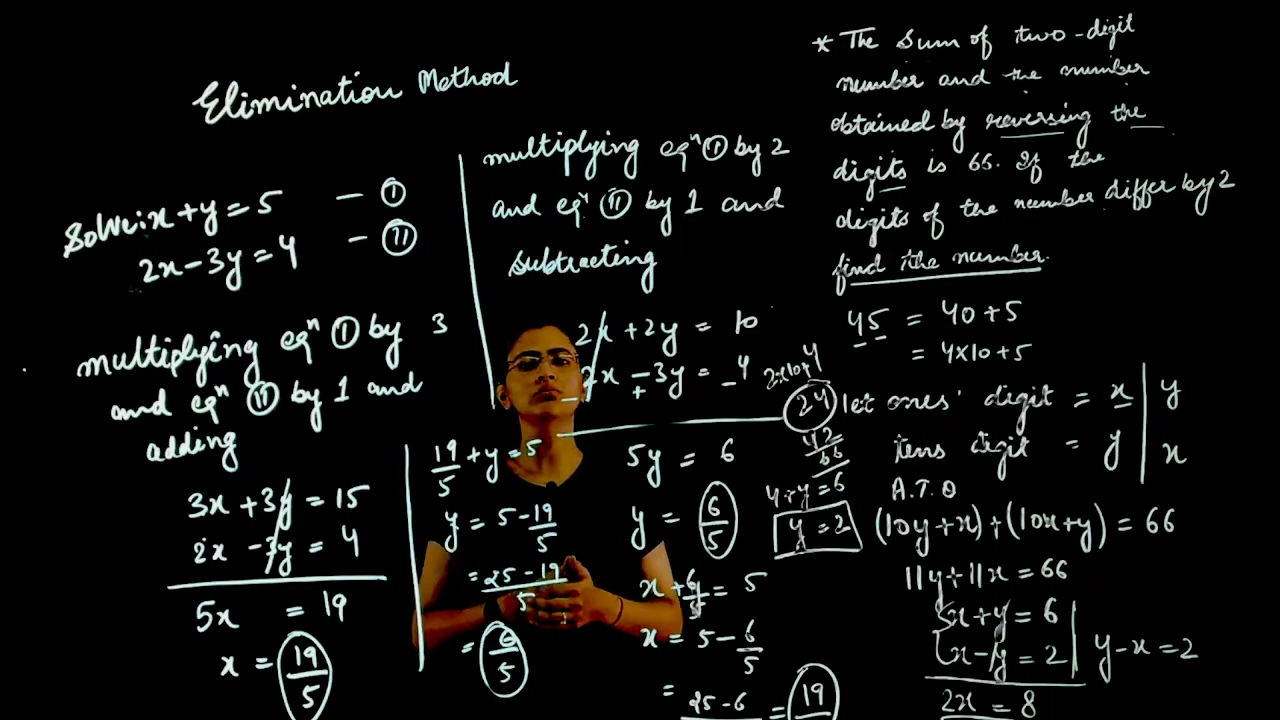 Elimination Method
Solve: x + y = 5 — (I)
2x - 3y = 4 — (II)
multiplying eqⁿ (I) by 3
and eqⁿ (II) by 1 and
adding
3x + 3y = 15
2x - 3y = 4
5x = 19
x = 19/5
multiplying eqⁿ (I) by 2
and eqⁿ (II) by 1 and
subtracting
2x + 2y = 10
2x - 3y = 4
- + -
19/5 + y = 5
y = 5 - 19/5
= 25 - 19/5
= 6/5
5y = 6
y = 6/5
x + 6/5 = 5
x = 5 - 6/5
= 25 - 6
= 19
* The sum of two-digit
number and the number
obtained by reversing the
digits is 66. If the
digits of the number differ by 2
find the number.
45 = 40 + 5
= 4×10 + 5
2×10+4
24
42
66
4 + y = 6
y = 2
let ones' digit = x | y
tens digit = y | x
A.T.Q
(10y + x) + (10x + y) = 66
11y + 11x = 66
x + y = 6
x - y = 2 | y - x = 2
2x = 8